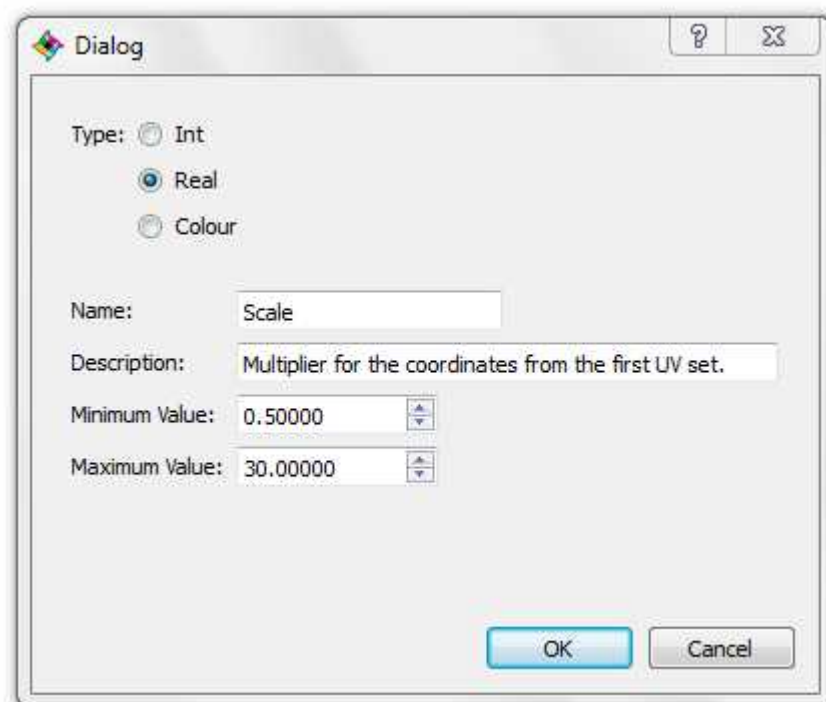 Dialog
Type: Int
Real
Colour
Name: Scale
Description: Multiplier for the coordinates from the first UV set.
Minimum Value: 0.50000
Maximum Value: 30.00000
OK Cancel